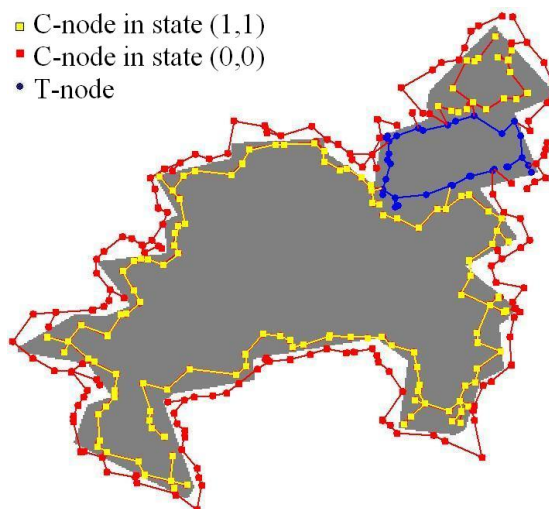 C-node in state (1,1)
C-node in state (0,0)
T-node